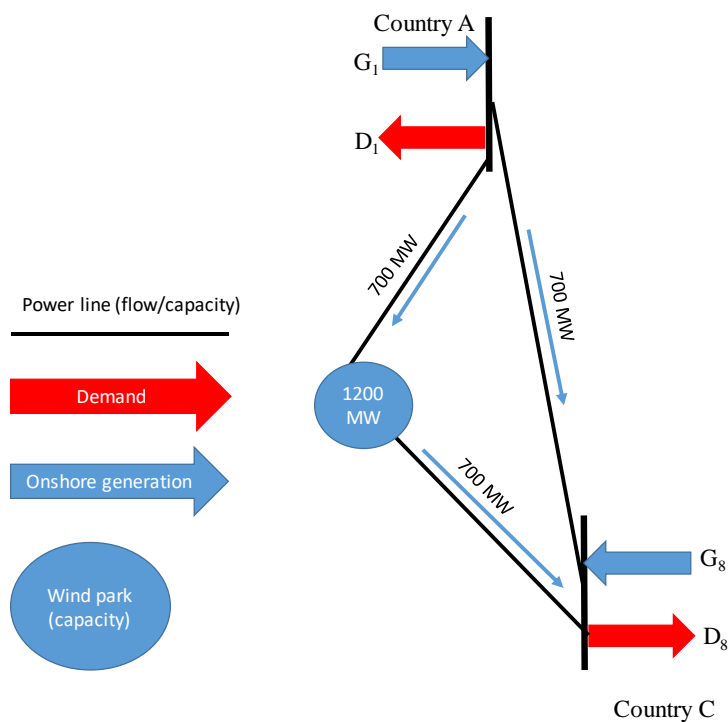 Country A
G₁
D₁
700 MW
700 MW
Power line (flow/capacity)
Demand
1200
MW
Onshore generation
700 MW
Wind park
(capacity)
G₈
D₈
Country C